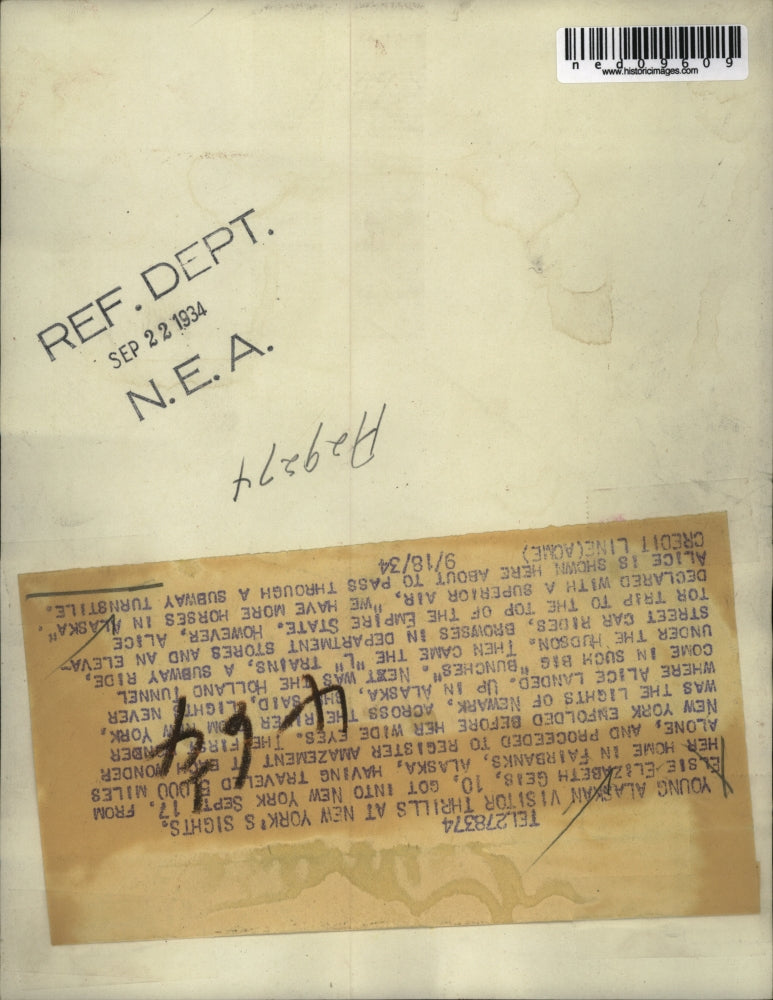 ned09609
www.historicimages.com
REF. DEPT.
SEP 22 1934
N.E.A.
A29274
TEL278374
YOUNG ALASKAN VISITOR THRILLS AT NEW YORK'S SIGHTS.
ELSIE ELIZABETH GEIS, 10, GOT INTO NEW YORK SEPT. 17, FROM
HER HOME IN FAIRBANKS, ALASKA, HAVING TRAVELED 5,000 MILES
ALONE, AND PROCEEDED TO REGISTER AMAZEMENT AT EACH WONDER
NEW YORK ENFOLDED BEFORE HER WIDE EYES. THE FIRST WONDER
WAS THE LIGHTS OF NEWARK, ACROSS THE RIVER FROM NEW YORK,
WHERE ALICE LANDED. UP IN ALASKA, SHE SAID, LIGHTS NEVER
COME IN SUCH BIG "BUNCHES". NEXT WAS THE HOLLAND TUNNEL
UNDER THE HUDSON. THEN CAME THE "L" TRAINS, A SUBWAY RIDE,
STREET CAR RIDES, BROWSES IN DEPARTMENT STORES AND AN ELEVA-
TOR TRIP TO THE TOP OF THE EMPIRE STATE. HOWEVER, ALICE
DECLARED WITH A SUPERIOR AIR, "WE HAVE MORE HORSES IN ALASKA".
ALICE IS SHOWN HERE ABOUT TO PASS THROUGH A SUBWAY TURNSTILE.
CREDIT LINE(ACME) 9/18/34